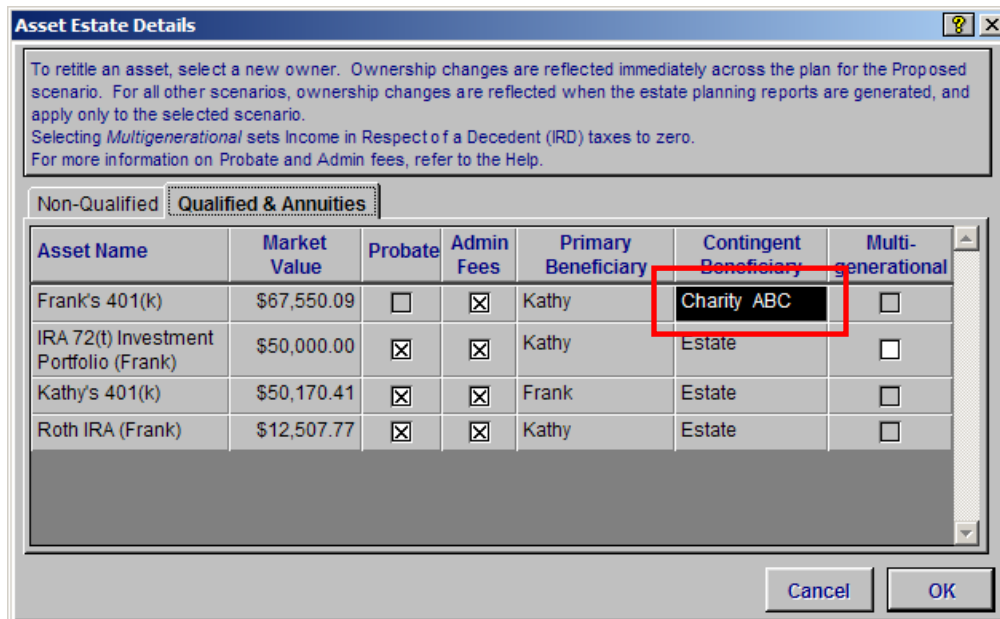 Asset Estate Details
To retitle an asset, select a new owner. Ownership changes are reflected immediately across the plan for the Proposed
scenario. For all other scenarios, ownership changes are reflected when the estate planning reports are generated, and
apply only to the selected scenario.
Selecting Multigenerational sets Income in Respect of a Decedent (IRD) taxes to zero.
For more information on Probate and Admin fees, refer to the Help.
Non-Qualified Qualified & Annuities
Asset Name Market Value Probate Admin Fees Primary Beneficiary Contingent Beneficiary Multi-generational
Frank's 401(k) $67,550.09 Kathy Charity ABC
IRA 72(t) Investment
Portfolio (Frank) $50,000.00 Kathy Estate
Kathy's 401(k) $50,170.41 Frank Estate
Roth IRA (Frank) $12,507.77 Kathy Estate
Cancel OK